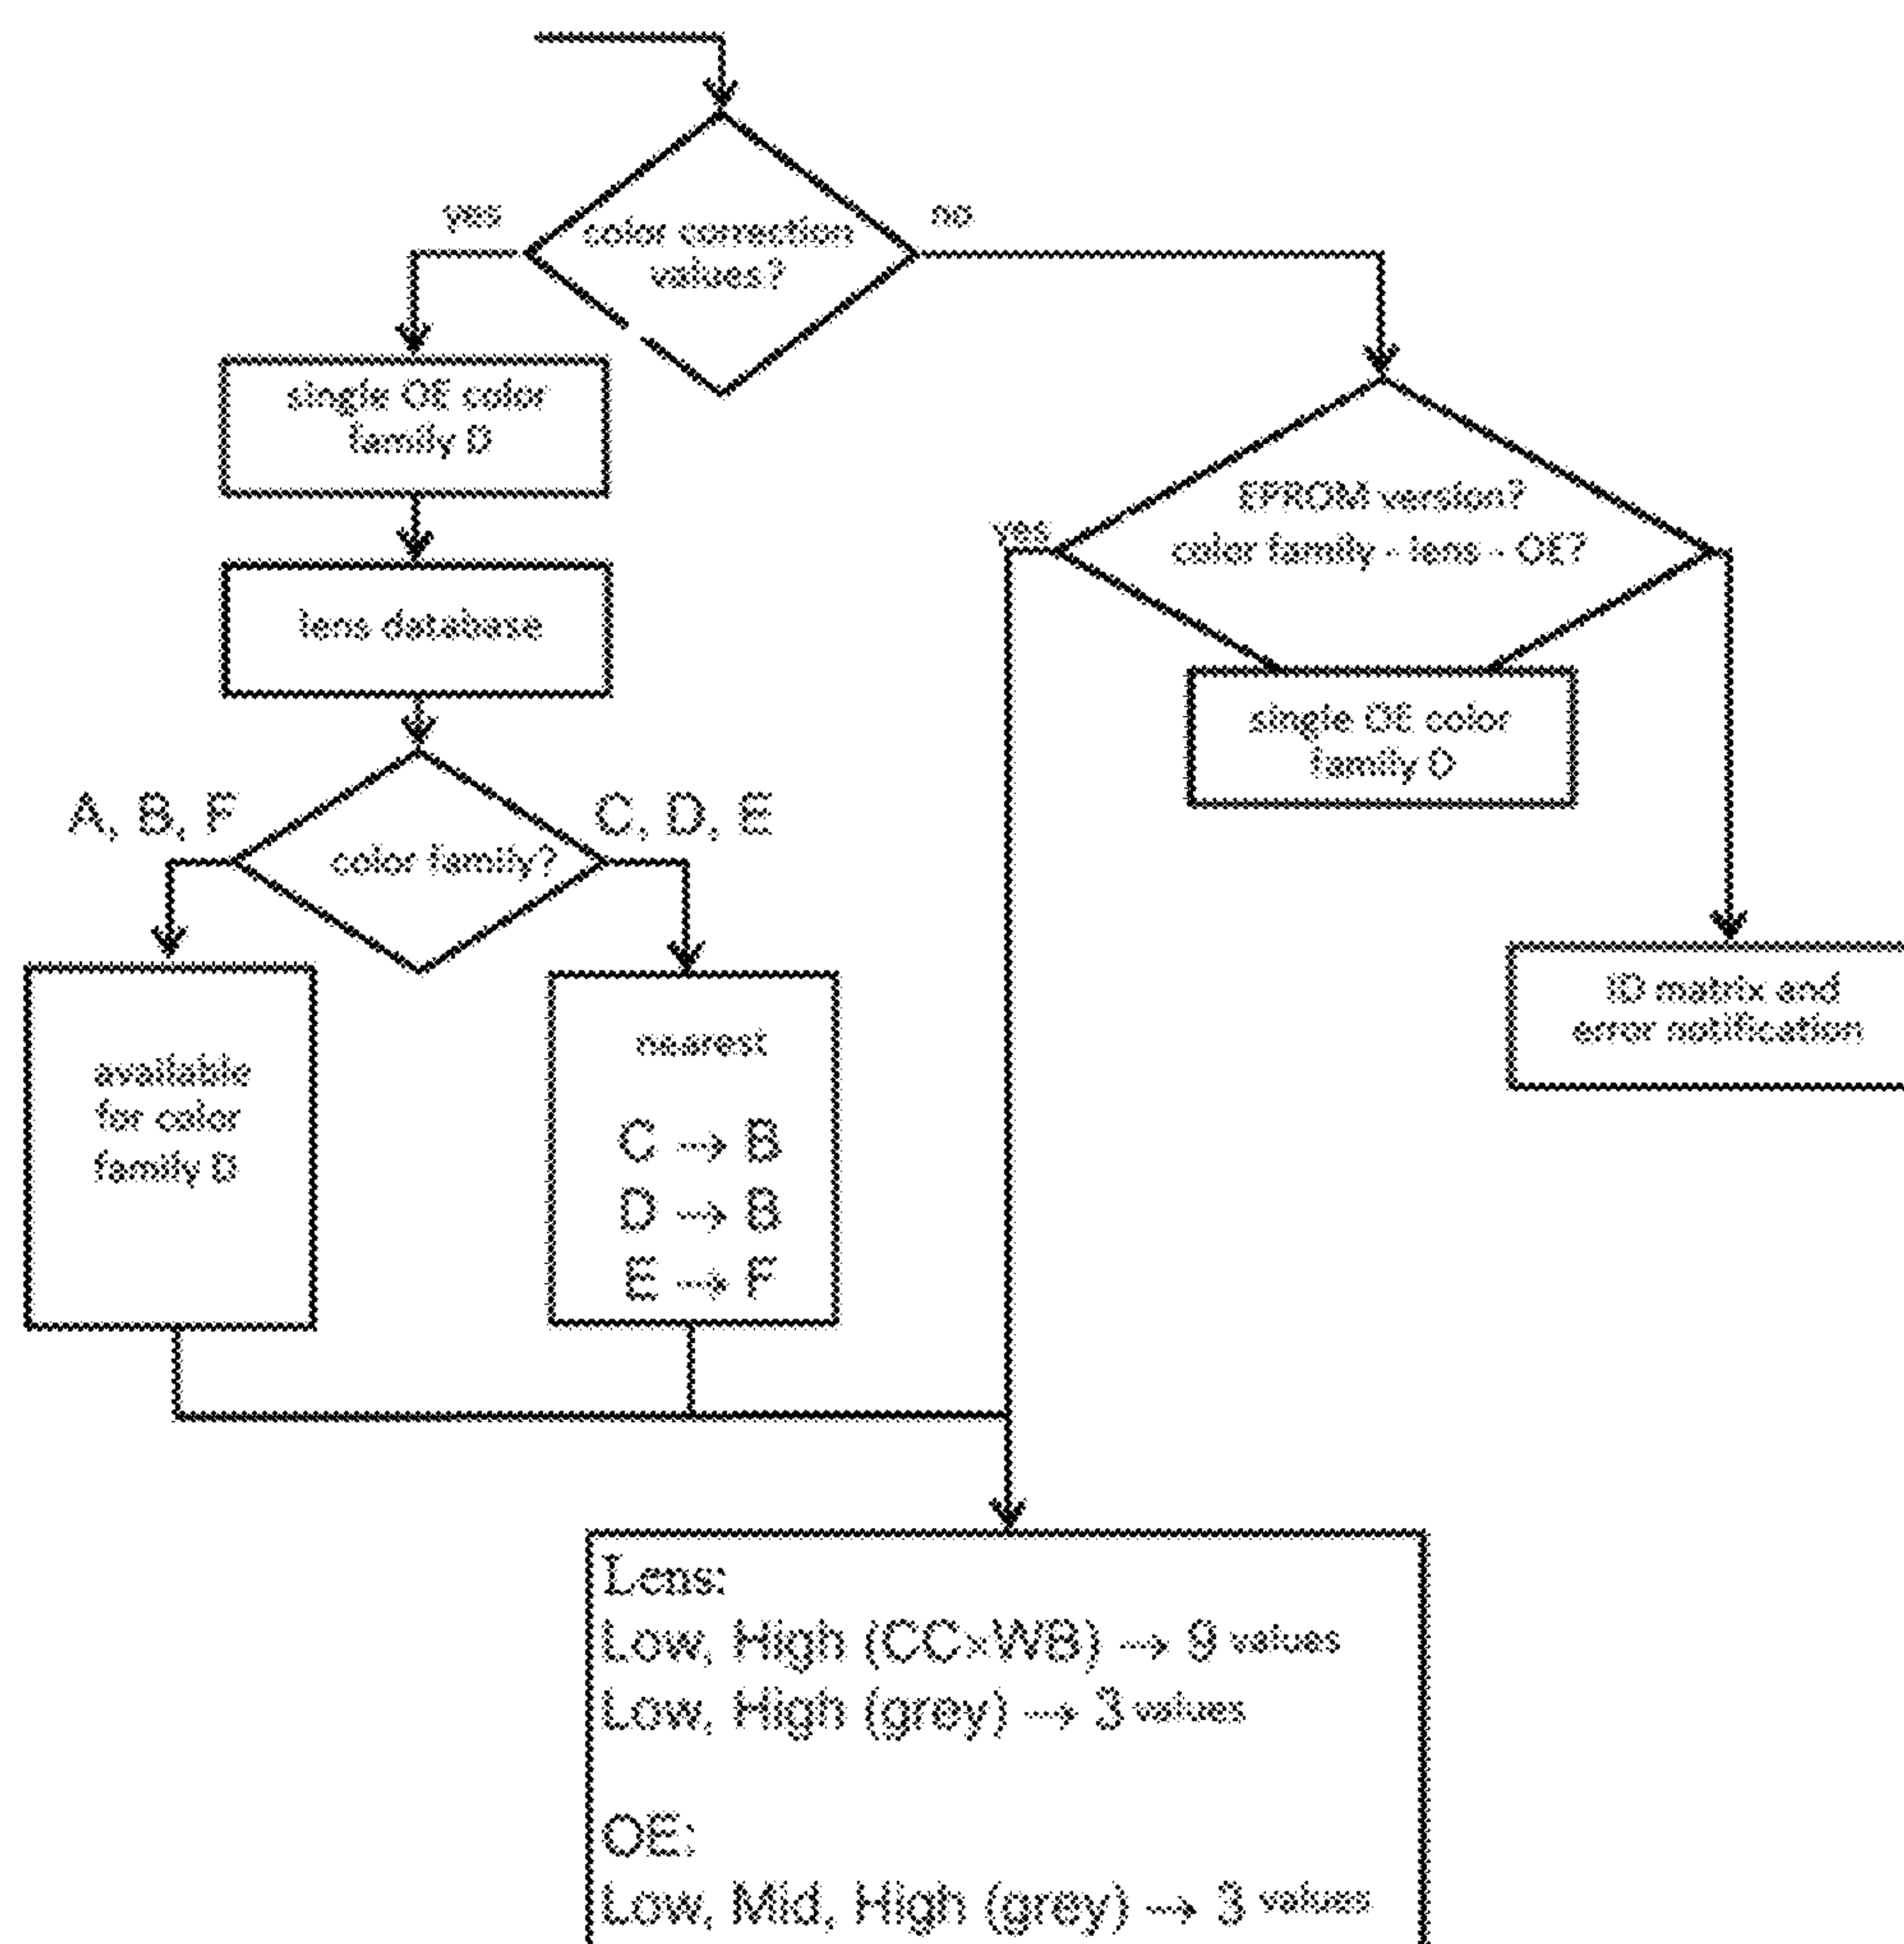 yes
no
color correction
values?
single OE color
family D
lens database
A, B, F
C, D, E
color family?
available
for color
family D
nearest
C → B
D → B
E → F
yes
EPROM version?
color family - lens - OE?
single OE color
family D
ID matrix and
error notification
Lens:
Low, High (CCxWB) → 9 values
Low, High (grey) → 3 values
OE:
Low, Mid, High (grey) → 3 values